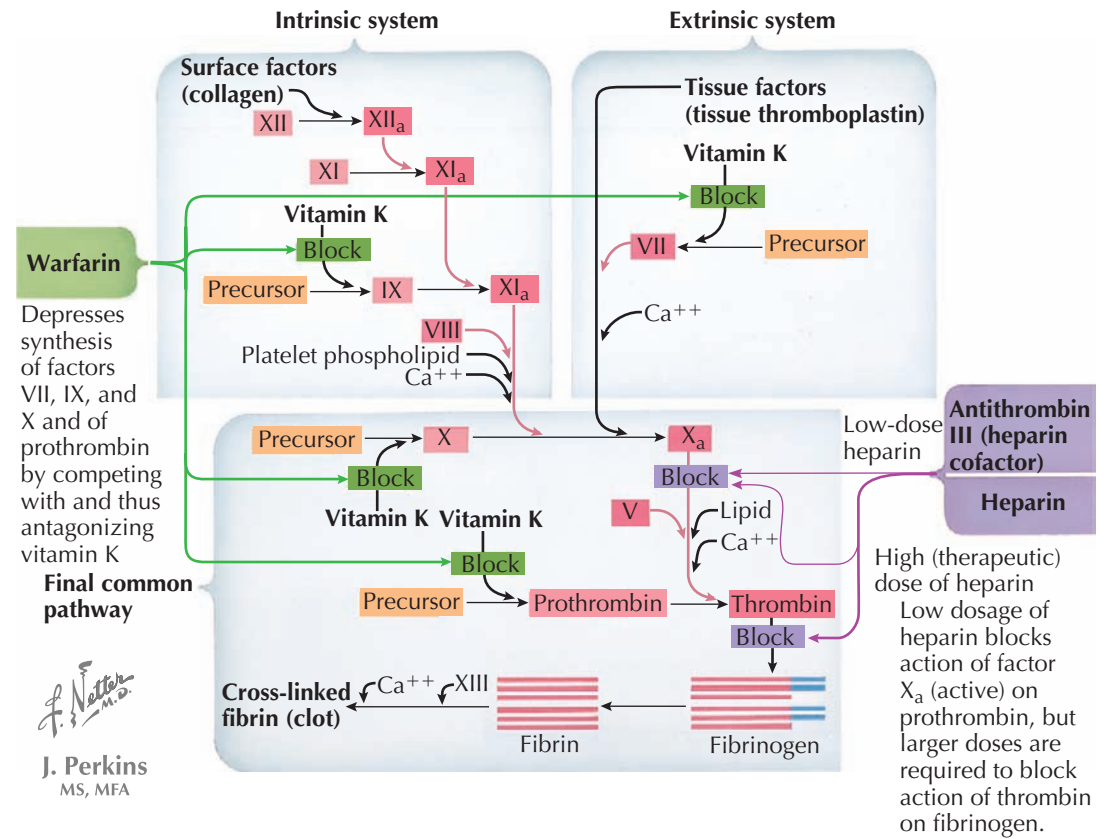 Intrinsic system
Extrinsic system
Surface factors
(collagen)
XII
XIIa
XI
XIa
Vitamin K
Block
Precursor
IX
XIa
VIII
Platelet phospholipid
Ca++
Tissue factors
(tissue thromboplastin)
Vitamin K
Block
VII
Precursor
Ca++
Warfarin
Depresses
synthesis
of factors
VII, IX, and
X and of
prothrombin
by competing
with and thus
antagonizing
vitamin K
Final common
pathway
Precursor
X
Xa
Block
Vitamin K
Vitamin K
Block
Block
V
Lipid
Ca++
Precursor
Prothrombin
Thrombin
Block
Cross-linked
fibrin (clot)
Ca++
XIII
Fibrin
Fibrinogen
Low-dose
heparin
Antithrombin
III (heparin
cofactor)
Heparin
High (therapeutic)
dose of heparin
Low dosage of
heparin blocks
action of factor
Xa (active) on
prothrombin, but
larger doses are
required to block
action of thrombin
on fibrinogen.
f. Netter
M.D.
J. Perkins
MS, MFA